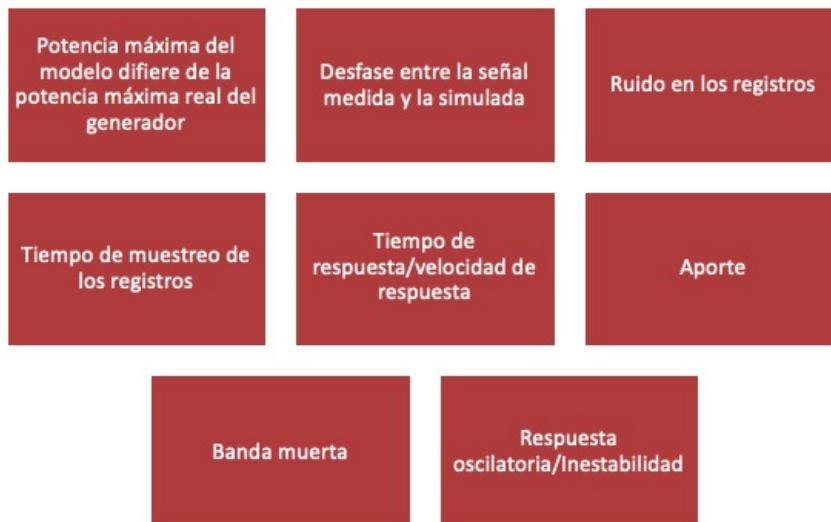 Potencia máxima del
modelo difiere de la
potencia máxima real del
generador
Desfase entre la señal
medida y la simulada
Ruido en los registros
Tiempo de muestreo de
los registros
Tiempo de
respuesta/velocidad de
respuesta
Aporte
Banda muerta
Respuesta
oscilatoria/Inestabilidad